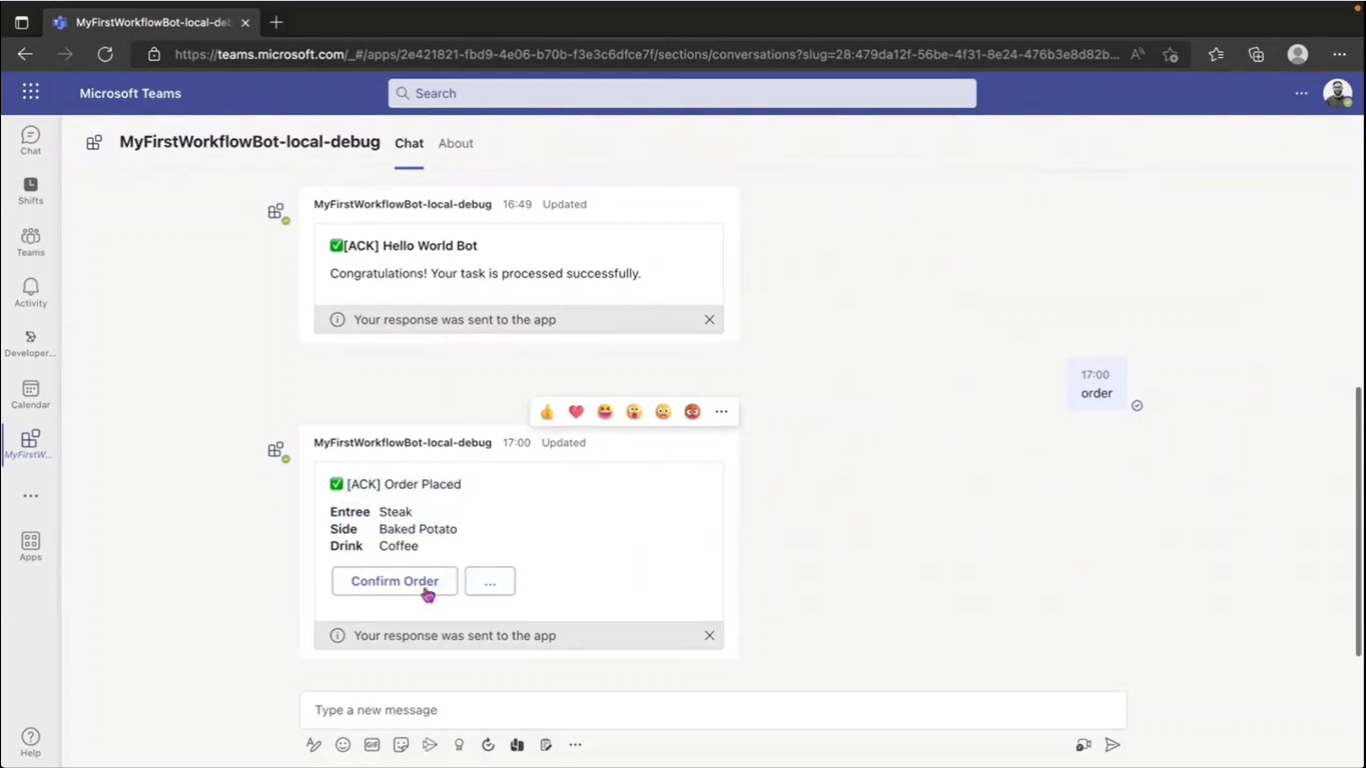 MyFirstWorkflowBot-local-deb
https://teams.microsoft.com/_#/apps/2e421821-fbd9-4e06-b70b-f3e3c6dfce7f/sections/conversations?slug=28:479da12f-56be-4f31-8e24-476b3e8d82b...
Microsoft Teams
Search
MyFirstWorkflowBot-local-debug Chat About
Chat
Shifts
Teams
Activity
Developer...
Calendar
MyFirstW...
Apps
Help
MyFirstWorkflowBot-local-debug 16:49 Updated
✅[ACK] Hello World Bot
Congratulations! Your task is processed successfully.
Your response was sent to the app
17:00
order
MyFirstWorkflowBot-local-debug 17:00 Updated
✅ [ACK] Order Placed
Entree Steak
Side Baked Potato
Drink Coffee
Confirm Order ...
Your response was sent to the app
Type a new message
GIF